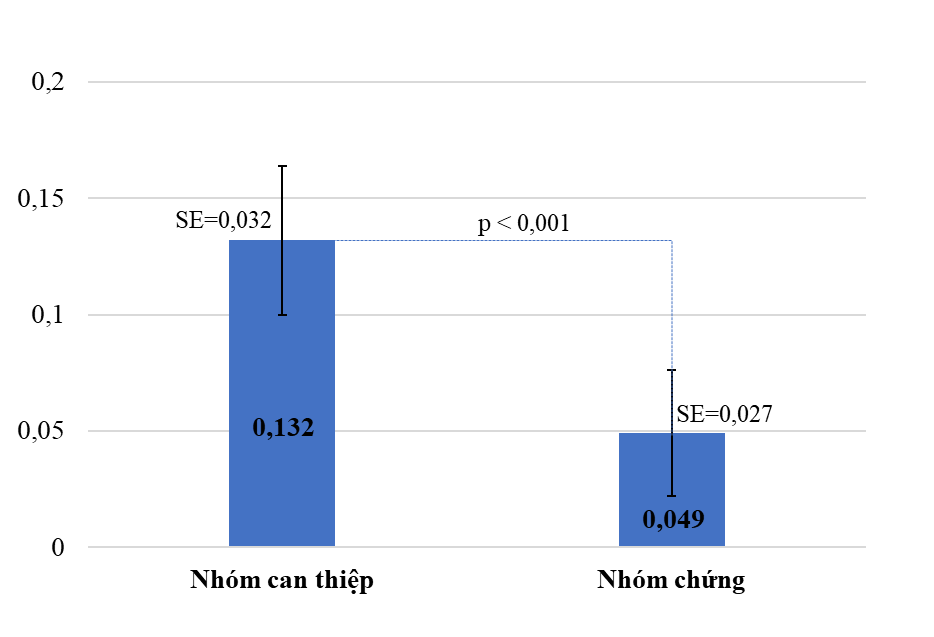 0,2
0,15
SE=0,032
p < 0,001
0,1
0,05
SE=0,027
0,132
0,049
0
Nhóm can thiệp
Nhóm chứng